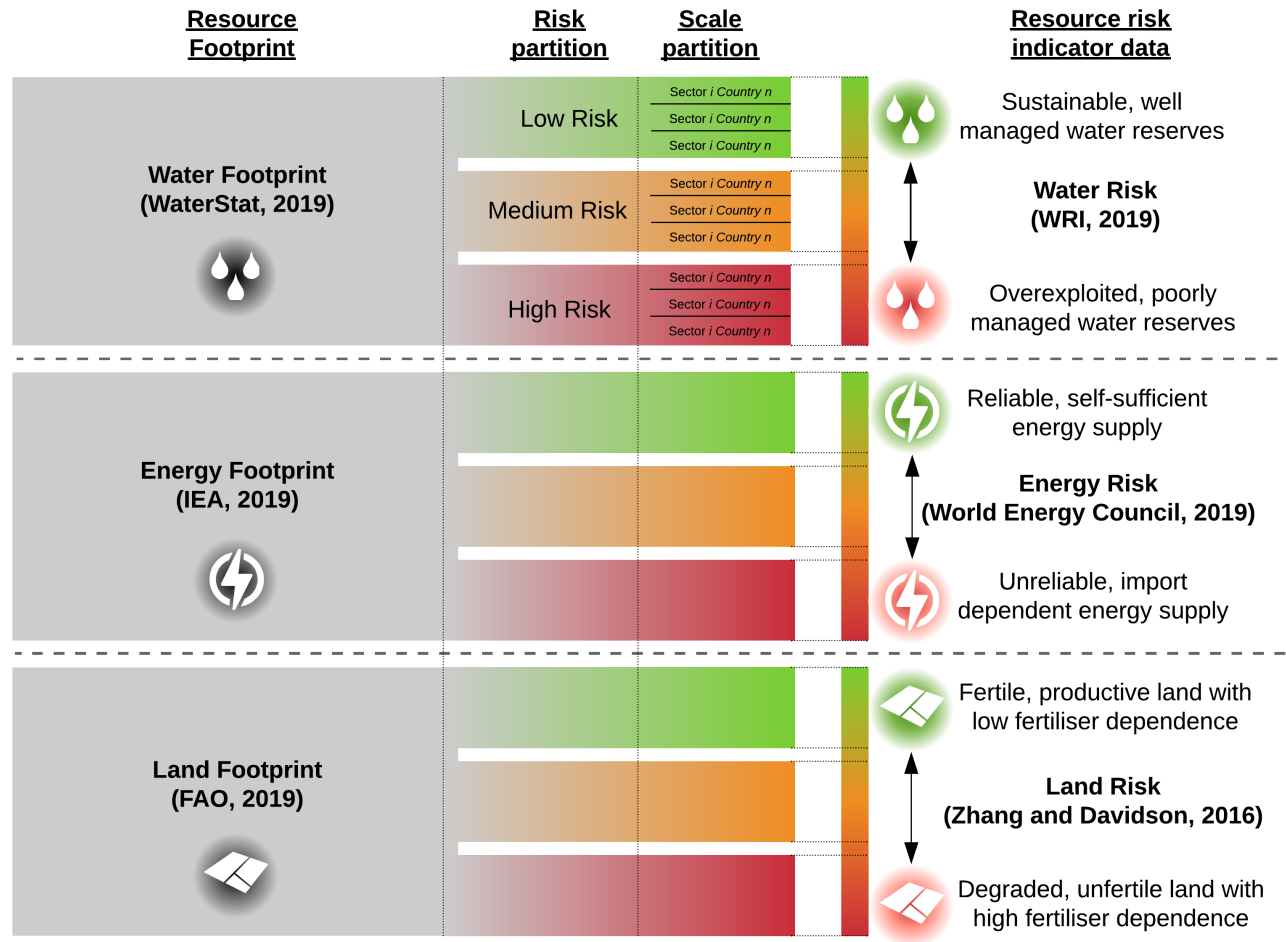 Resource
Footprint
Risk
partition
Scale
partition
Resource risk
indicator data
Water Footprint
(WaterStat, 2019)
Low Risk
Sector i Country n
Sector i Country n
Sector i Country n
Medium Risk
Sector i Country n
Sector i Country n
Sector i Country n
High Risk
Sector i Country n
Sector i Country n
Sector i Country n
Sustainable, well
managed water reserves
Water Risk
(WRI, 2019)
Overexploited, poorly
managed water reserves
Energy Footprint
(IEA, 2019)
Reliable, self-sufficient
energy supply
Energy Risk
(World Energy Council, 2019)
Unreliable, import
dependent energy supply
Land Footprint
(FAO, 2019)
Fertile, productive land with
low fertiliser dependence
Land Risk
(Zhang and Davidson, 2016)
Degraded, unfertile land with
high fertiliser dependence